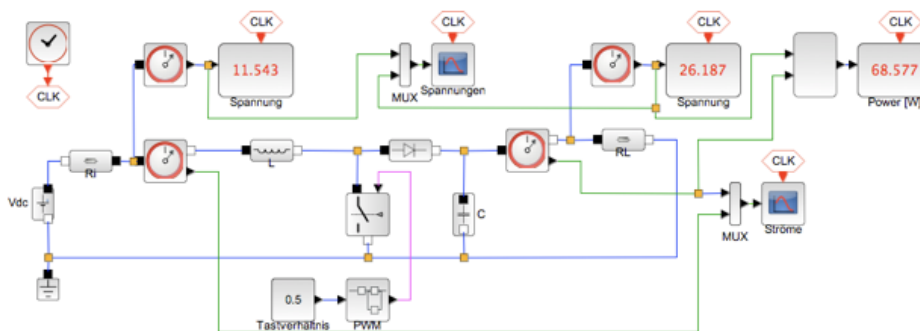 CLK
CLK
CLK
CLK
CLK
11.543
Spannung
MUX
Spannungen
26.187
Spannung
68.577
Power [W]
Ri
L
RL
CLK
Vdc
C
MUX
Ströme
0.5
Tastverhältnis
PWM